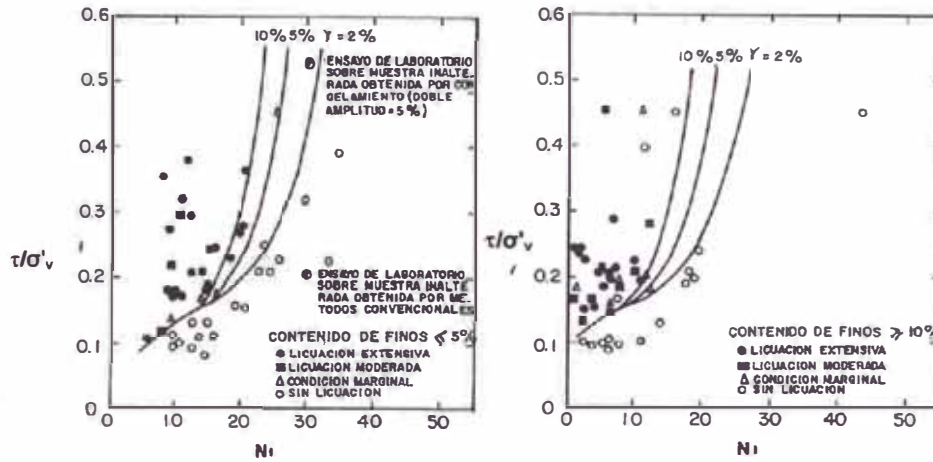 0.6
0.5
0.4
0.3
0.2
0.1
0
τ/σ'v
10% 5% γ = 2%
ENSAYO DE LABORATORIO
SOBRE MUESTRA INALTE-
RADA OBTENIDA POR
GELAMIENTO (DOBLE
AMPLITUD = 5 %)
ENSAYO DE LABORATORIO
SOBRE MUESTRA INALTE
RADA OBTENIDA POR ME-
TODOS CONVENCIONAL
CONTENIDO DE FINOS ⩽ 5%
LICUACION EXTENSIVA
LICUACION MODERADA
CONDICION MARGINAL
SIN LICUACION
0 10 20 30 40 50
N1
0.6
0.5
0.4
0.3
0.2
0.1
0
τ/σ'v
10% 5% γ = 2%
CONTENIDO DE FINOS ⩾ 10%
LICUACION EXTENSIVA
LICUACION MODERADA
CONDICION MARGINAL
SIN LICUACION
0 10 20 30 40 50
N1